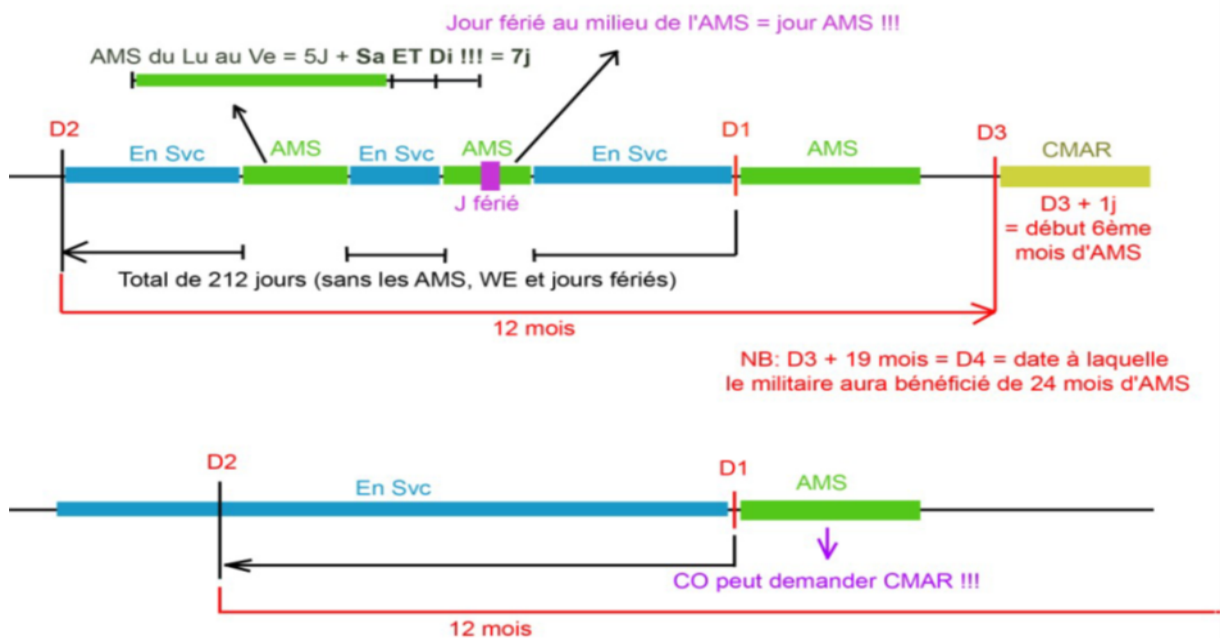 Jour férié au milieu de l'AMS = jour AMS !!!
AMS du Lu au Ve = 5J + Sa ET Di !!! = 7j
D2
En Svc
AMS
En Svc
AMS
En Svc
D1
AMS
D3
CMAR
J férié
D3 + 1j
= début 6ème
mois d'AMS
Total de 212 jours (sans les AMS, WE et jours fériés)
12 mois
NB: D3 + 19 mois = D4 = date à laquelle
le militaire aura bénéficié de 24 mois d'AMS
D2
En Svc
D1
AMS
CO peut demander CMAR !!!
12 mois